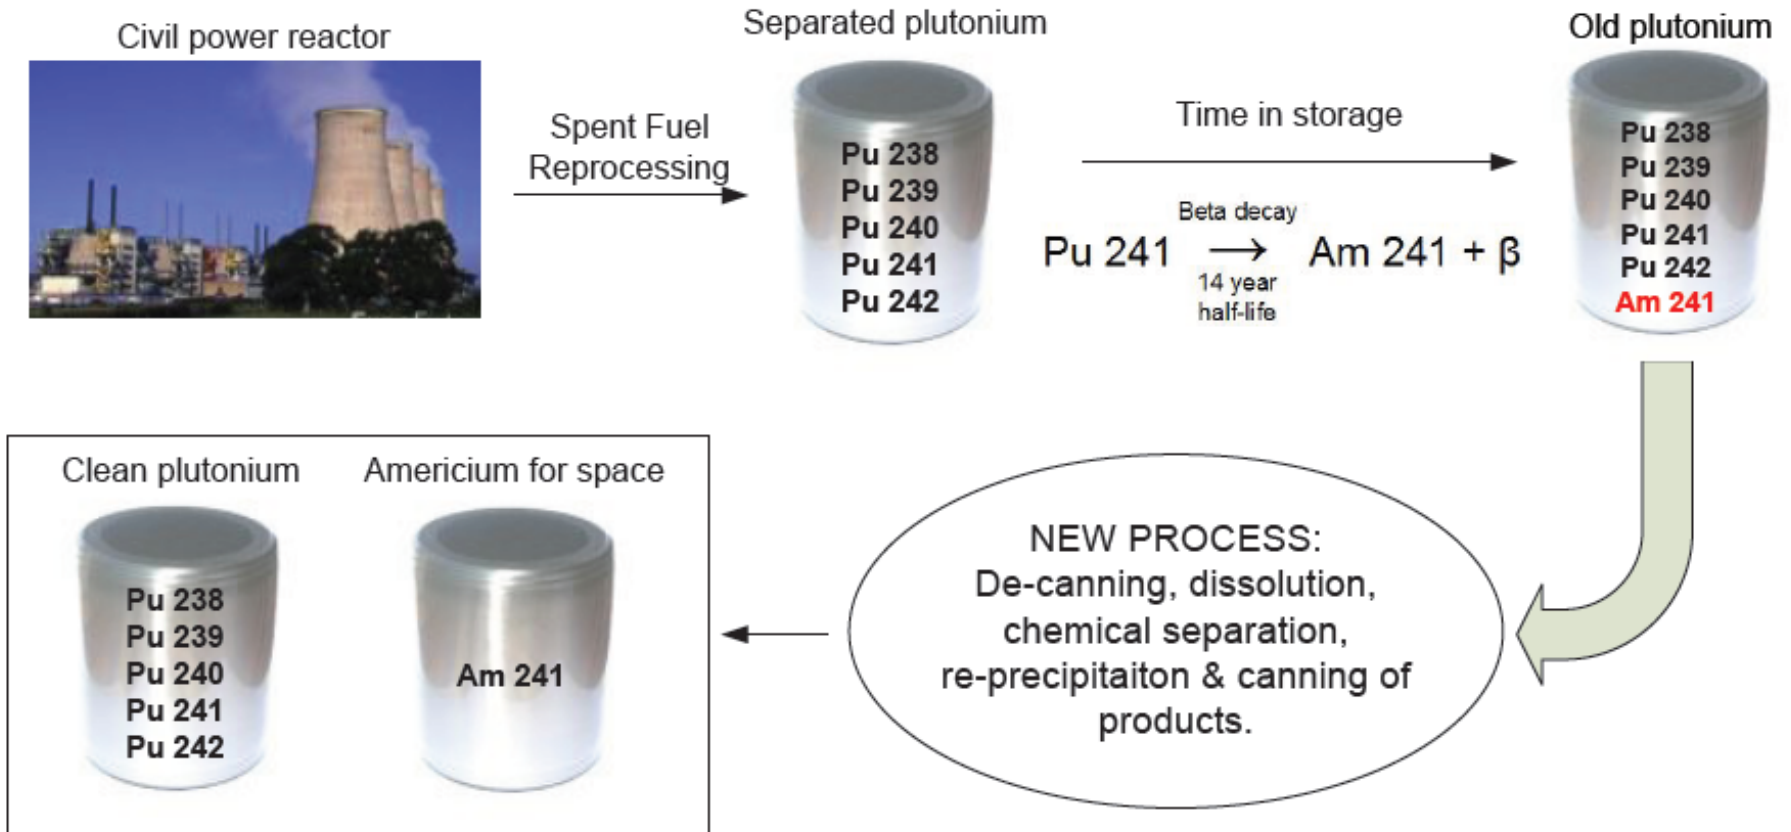 Civil power reactor
Spent Fuel
Reprocessing
Separated plutonium
Pu 238
Pu 239
Pu 240
Pu 241
Pu 242
Time in storage
Beta decay
Pu 241 → Am 241 + β
14 year
half-life
Old plutonium
Pu 238
Pu 239
Pu 240
Pu 241
Pu 242
Am 241
NEW PROCESS:
De-canning, dissolution,
chemical separation,
re-precipitaiton & canning of
products.
Clean plutonium
Pu 238
Pu 239
Pu 240
Pu 241
Pu 242
Americium for space
Am 241